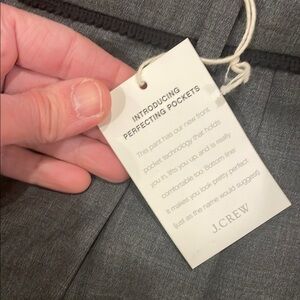 INTRODUCING
PERFECTING POCKETS
This pant has our new front
pocket technology that holds
you in, lifts you up, and is really
comfortable too. Bottom line:
It makes you look pretty perfect
(just as the name would suggest).
J.CREW